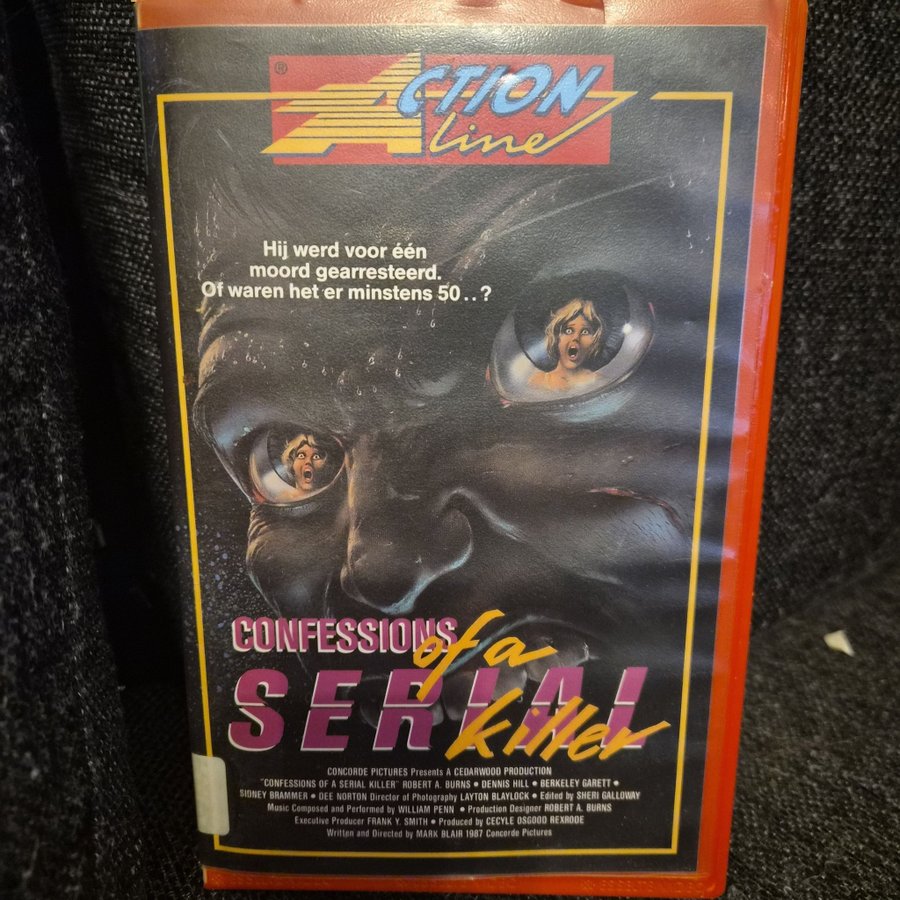 ®
ACTION
Line
Hij werd voor één
moord gearresteerd.
Of waren het er minstens 50..?
CONFESSIONS
of a
SERIAL
killer
CONCORDE PICTURES Presents A CEDARWOOD PRODUCTION
"CONFESSIONS OF A SERIAL KILLER" ROBERT A. BURNS • DENNIS HILL • BERKELEY GARETT •
SIDNEY BRAMMER • DEE NORTON Director of Photography LAYTON BLAYLOCK • Edited by SHERI GALLOWAY
Music Composed and Performed by WILLIAM PENN • Production Designer ROBERT A. BURNS
Executive Producer FRANK Y. SMITH • Produced by CECYLE OSGOOD REXRODE
Written and Directed by MARK BLAIR 1987 Concorde Pictures